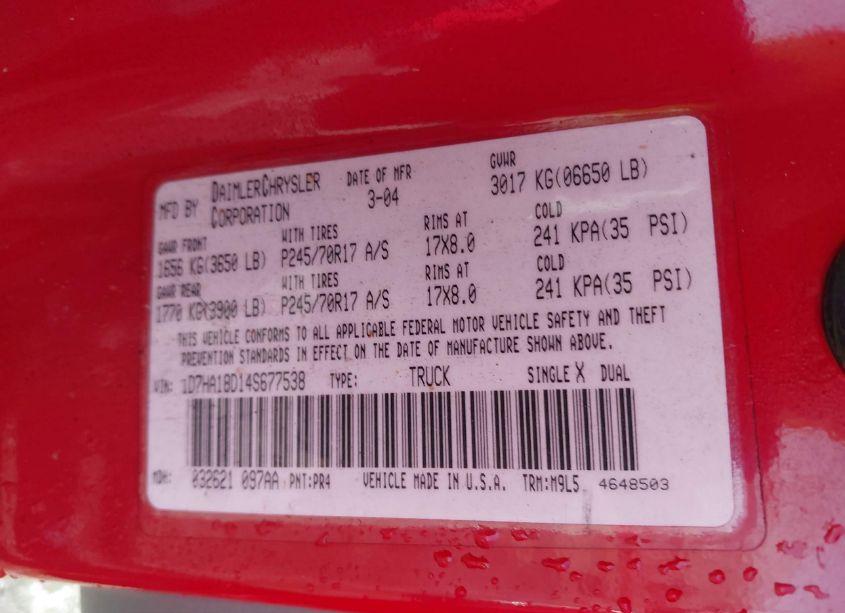 MFD BY DAIMLERCHRYSLER CORPORATION DATE OF MFR 3-04 GVWR 3017 KG(06650 LB)
GAWR FRONT WITH TIRES RIMS AT COLD
1656 KG(3650 LB) P245/70R17 A/S 17X8.0 241 KPA(35 PSI)
GAWR REAR WITH TIRES RIMS AT COLD
1770 KG(3900 LB) P245/70R17 A/S 17X8.0 241 KPA(35 PSI)
THIS VEHICLE CONFORMS TO ALL APPLICABLE FEDERAL MOTOR VEHICLE SAFETY AND THEFT
PREVENTION STANDARDS IN EFFECT ON THE DATE OF MANUFACTURE SHOWN ABOVE.
VIN: 1D7HA18D14S677538 TYPE: TRUCK SINGLE X DUAL
MDH: 032621 097AA PNT:PR4 VEHICLE MADE IN U.S.A. TRM:M9L5 4648503